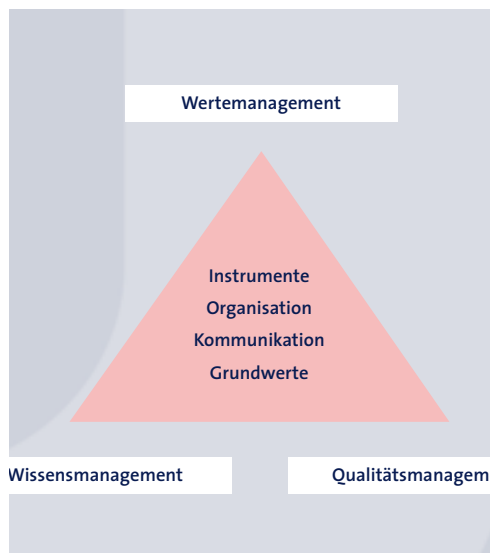 Wertemanagement
Instrumente
Organisation
Kommunikation
Grundwerte
Wissensmanagement
Qualitätsmanagem